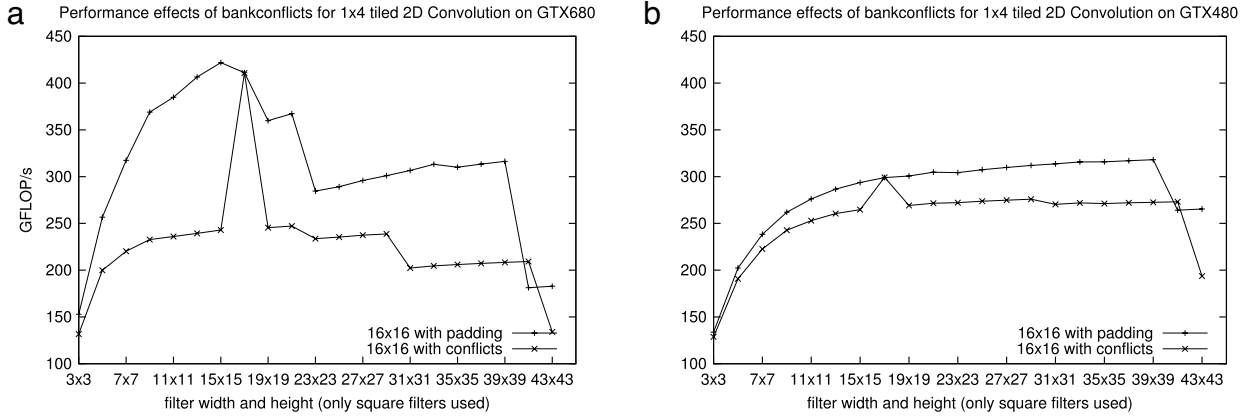 a
Performance effects of bankconflicts for 1x4 tiled 2D Convolution on GTX680
450
400
350
300
250
200
150
100
GFLOP/s
16x16 with padding
16x16 with conflicts
3x3 7x7 11x11 15x15 19x19 23x23 27x27 31x31 35x35 39x39 43x43
filter width and height (only square filters used)
b
Performance effects of bankconflicts for 1x4 tiled 2D Convolution on GTX480
450
400
350
300
250
200
150
100
16x16 with padding
16x16 with conflicts
3x3 7x7 11x11 15x15 19x19 23x23 27x27 31x31 35x35 39x39 43x43
filter width and height (only square filters used)